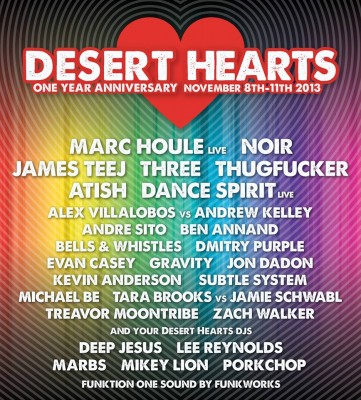 DESERT HEARTS
ONE YEAR ANNIVERSARY NOVEMBER 8TH-11TH 2013
MARC HOULE LIVE NOIR
JAMES TEEJ THREE THUGFUCKER
ATISH DANCE SPIRIT LIVE
ALEX VILLALOBOS VS ANDREW KELLEY
ANDRE SITO BEN ANNAND
BELLS & WHISTLES DMITRY PURPLE
EVAN CASEY GRAVITY JON DADON
KEVIN ANDERSON SUBTLE SYSTEM
MICHAEL BE TARA BROOKS VS JAMIE SCHWABL
TREAVOR MOONTRIBE ZACH WALKER
AND YOUR DESERT HEARTS DJS
DEEP JESUS LEE REYNOLDS
MARBS MIKEY LION PORKCHOP
FUNKTION ONE SOUND BY FUNKWORKS